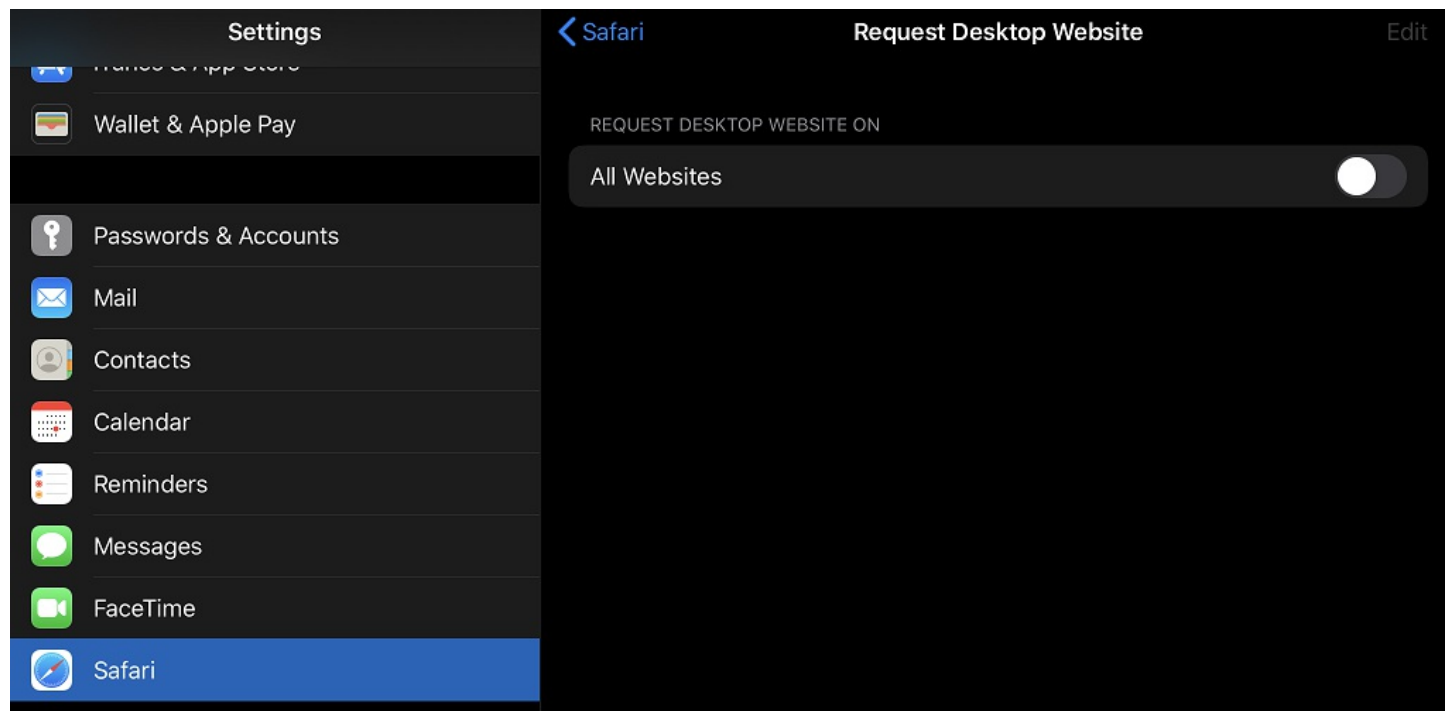 Settings
Wallet & Apple Pay
Passwords & Accounts
Mail
Contacts
Calendar
Reminders
Messages
FaceTime
Safari
Safari
Request Desktop Website
Edit
REQUEST DESKTOP WEBSITE ON
All Websites